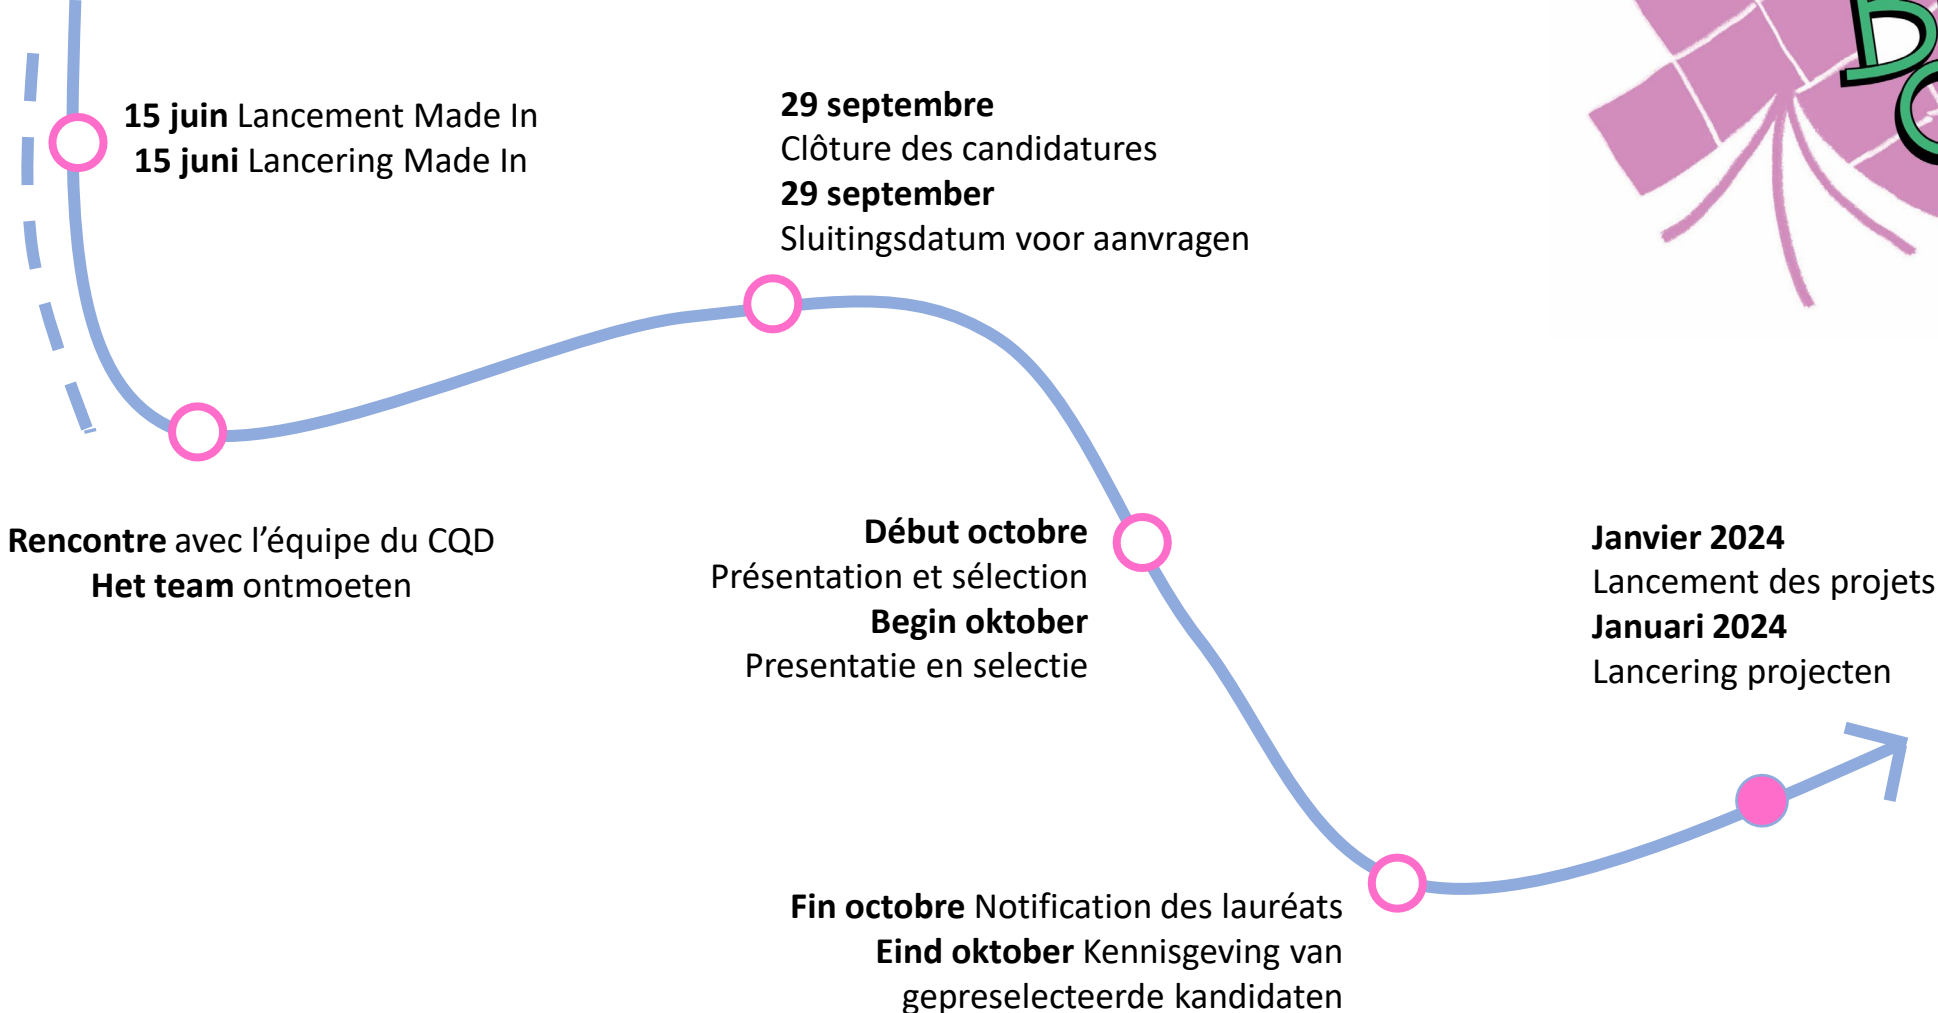 15 juin Lancement Made In
15 juni Lancering Made In
29 septembre
Clôture des candidatures
29 september
Sluitingsdatum voor aanvragen
Rencontre avec l’équipe du CQD
Het team ontmoeten
Début octobre
Présentation et sélection
Begin oktober
Presentatie en selectie
Janvier 2024
Lancement des projets
Januari 2024
Lancering projecten
Fin octobre Notification des lauréats
Eind oktober Kennisgeving van
gepreselecteerde kandidaten